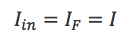 I_{in} = I_F = I